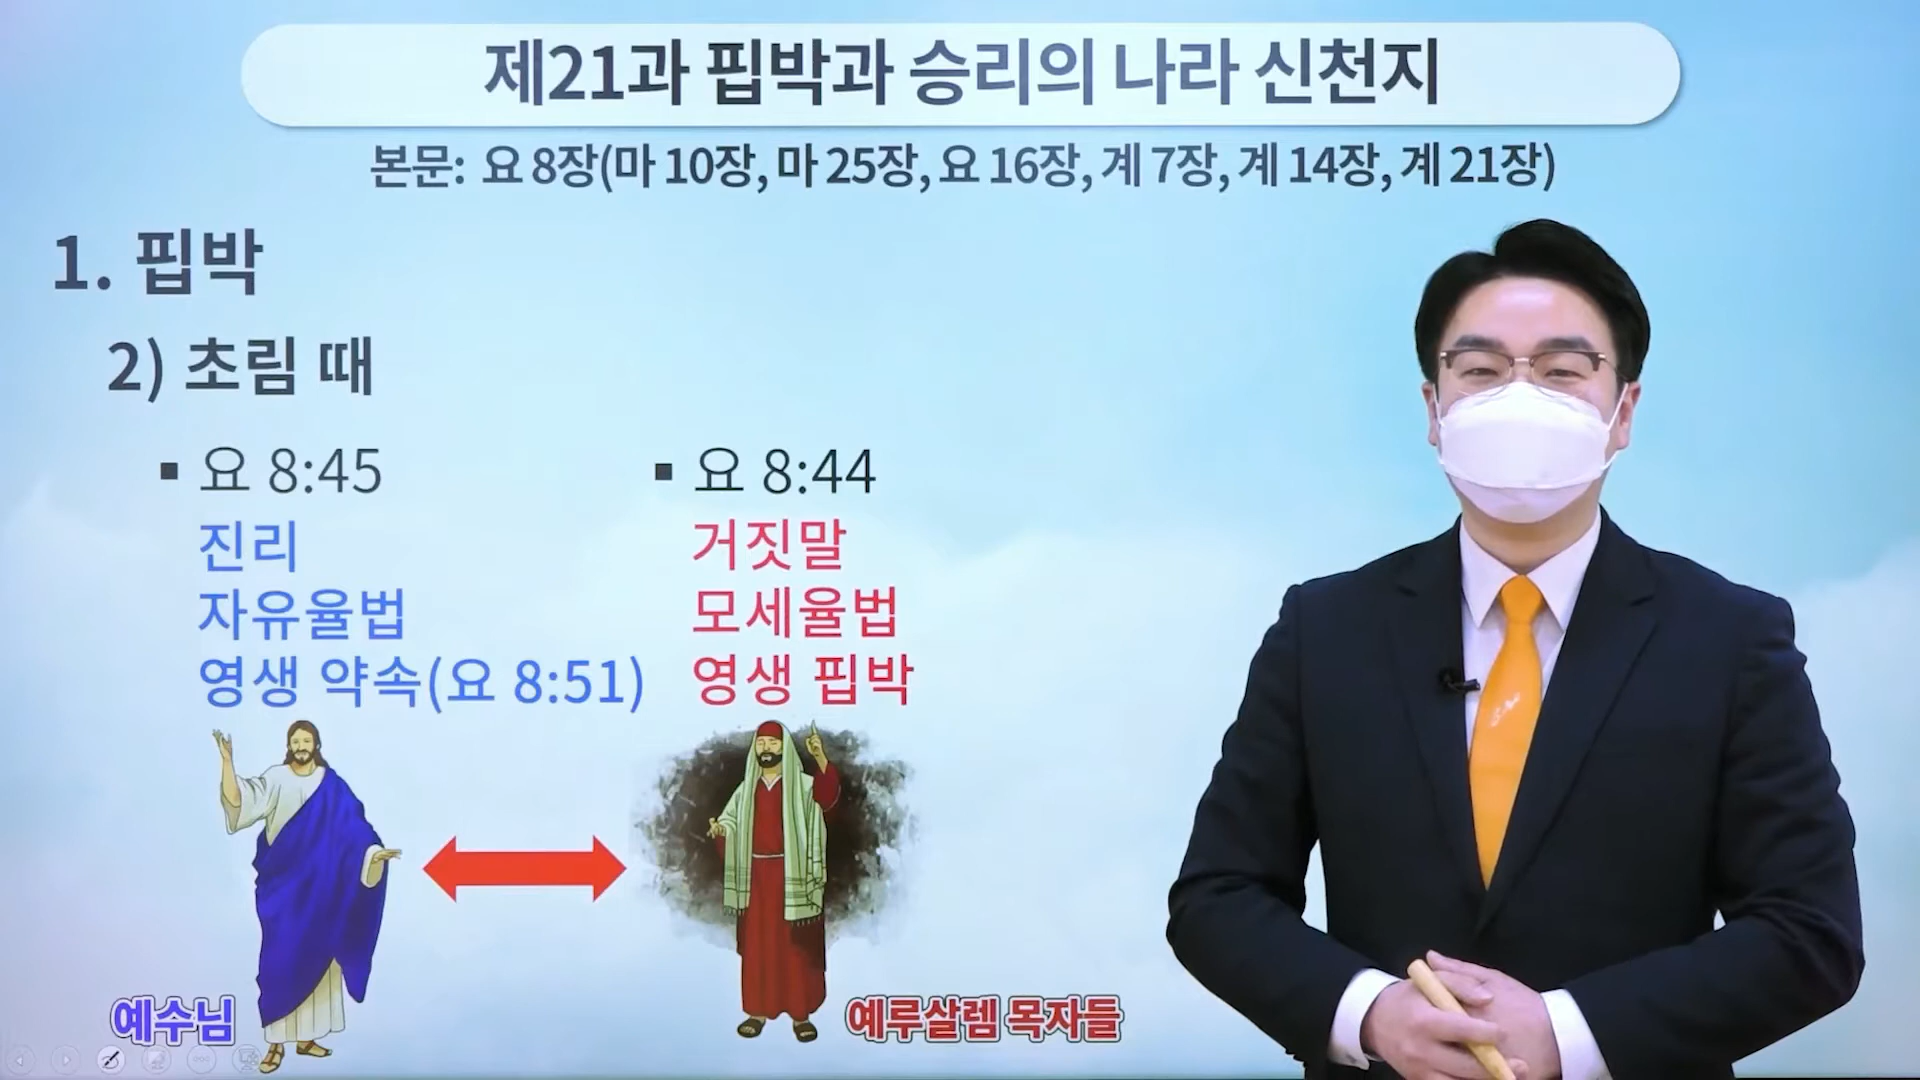 제21과 핍박과 승리의 나라 신천지
본문: 요 8장(마 10장, 마 25장, 요 16장, 계 7장, 계 14장, 계 21장)
1. 핍박
2) 초림 때
▪ 요 8:45
진리
자유율법
영생 약속(요 8:51)
▪ 요 8:44
거짓말
모세율법
영생 핍박
예수님
예루살렘 목자들